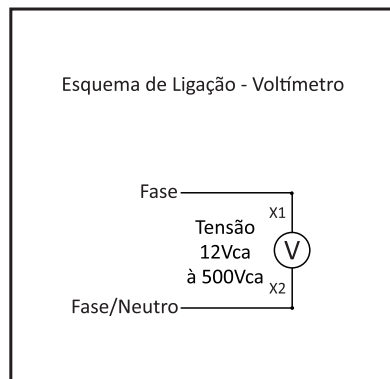 Esquema de Ligação - Voltímetro
Fase
X1
Tensão
12Vca
à 500Vca
V
X2
Fase/Neutro